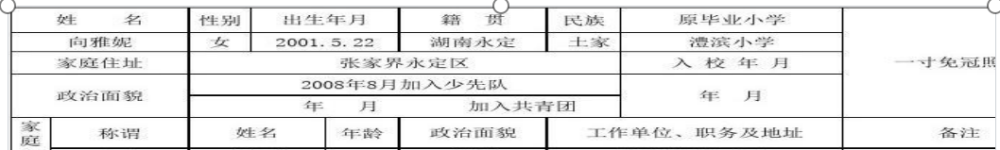 姓 名 性别 出生年月 籍 贯 民族 原毕业小学
向雅妮 女 2001.5.22 湖南永定 土家 澧滨小学
家庭住址 张家界永定区 入 校 年 月 一寸免冠照
政治面貌 2008年8月加入少先队 年 月
年 月 加入共青团
家庭 称谓 姓名 年龄 政治面貌 工作单位、职务及地址 备注